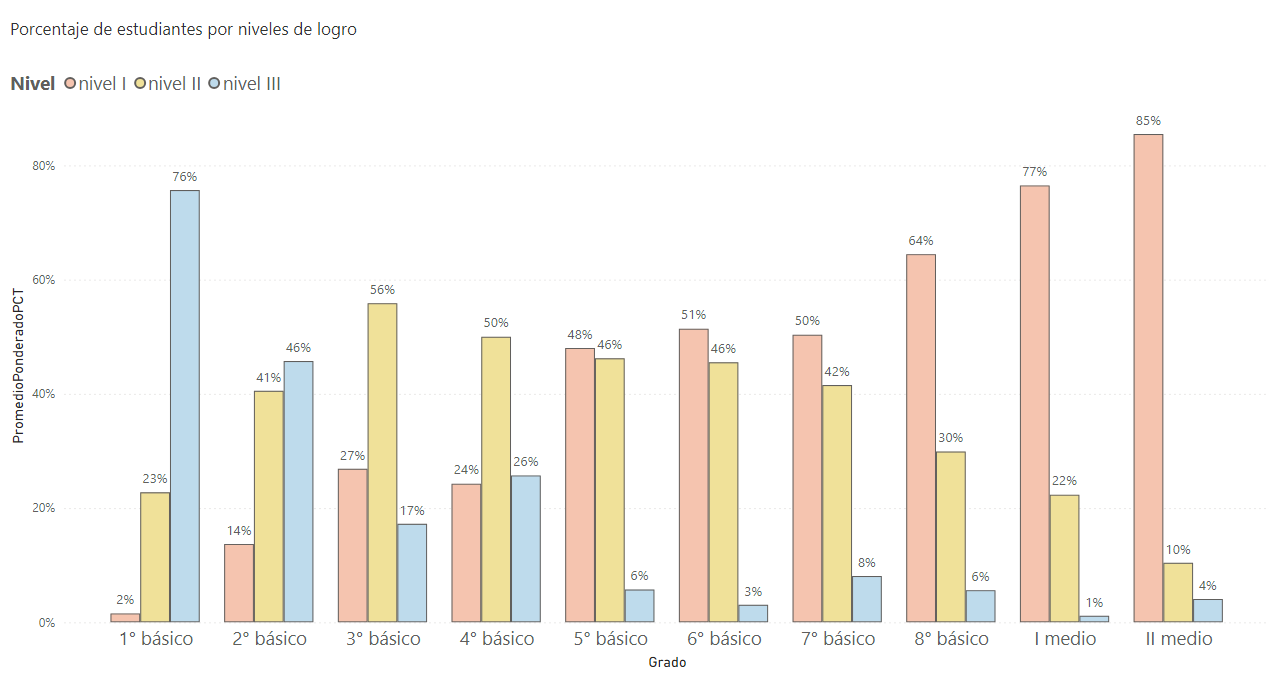 Porcentaje de estudiantes por niveles de logro
Nivel nivel I nivel II nivel III
PromedioPonderadoPCT
80%
60%
40%
20%
0%
2% 23% 76%
14% 41% 46%
27% 56% 17%
24% 50% 26%
48% 46% 6%
51% 46% 3%
50% 42% 8%
64% 30% 6%
77% 22% 1%
85% 10% 4%
1° básico 2° básico 3° básico 4° básico 5° básico 6° básico 7° básico 8° básico I medio II medio
Grado